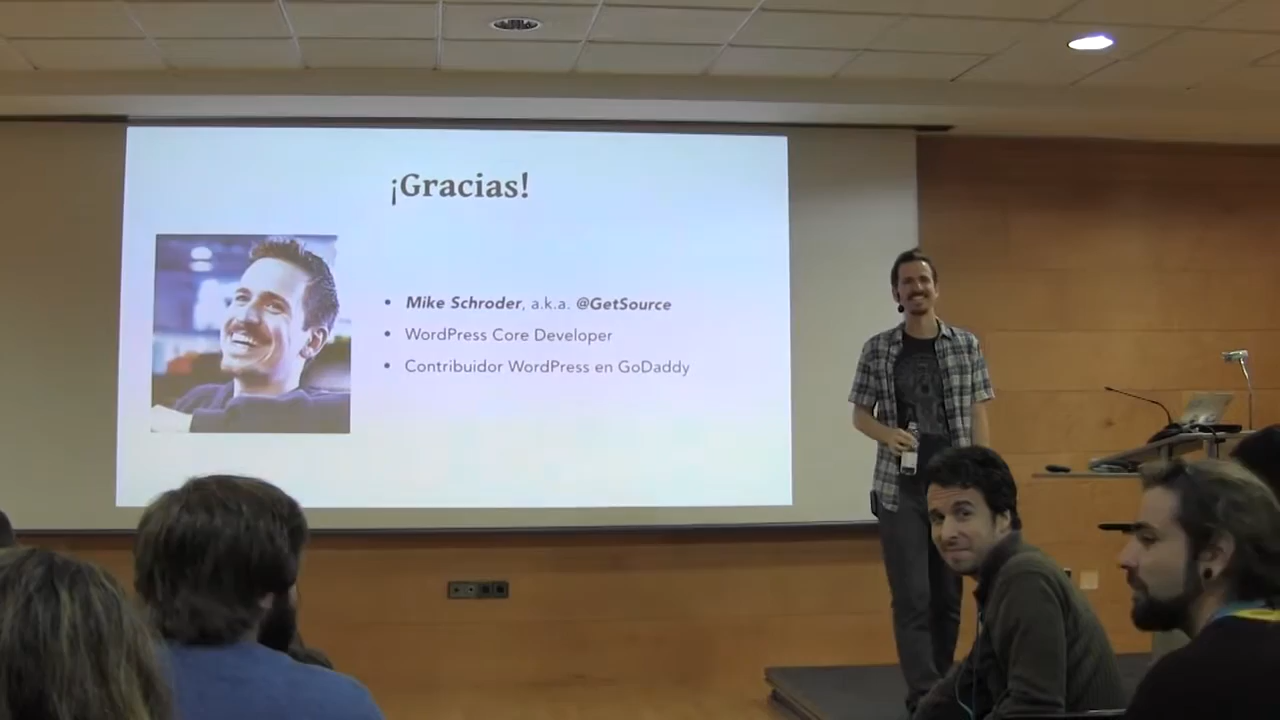 ¡Gracias!
• Mike Schroder, a.k.a. @GetSource
• WordPress Core Developer
• Contribuidor WordPress en GoDaddy